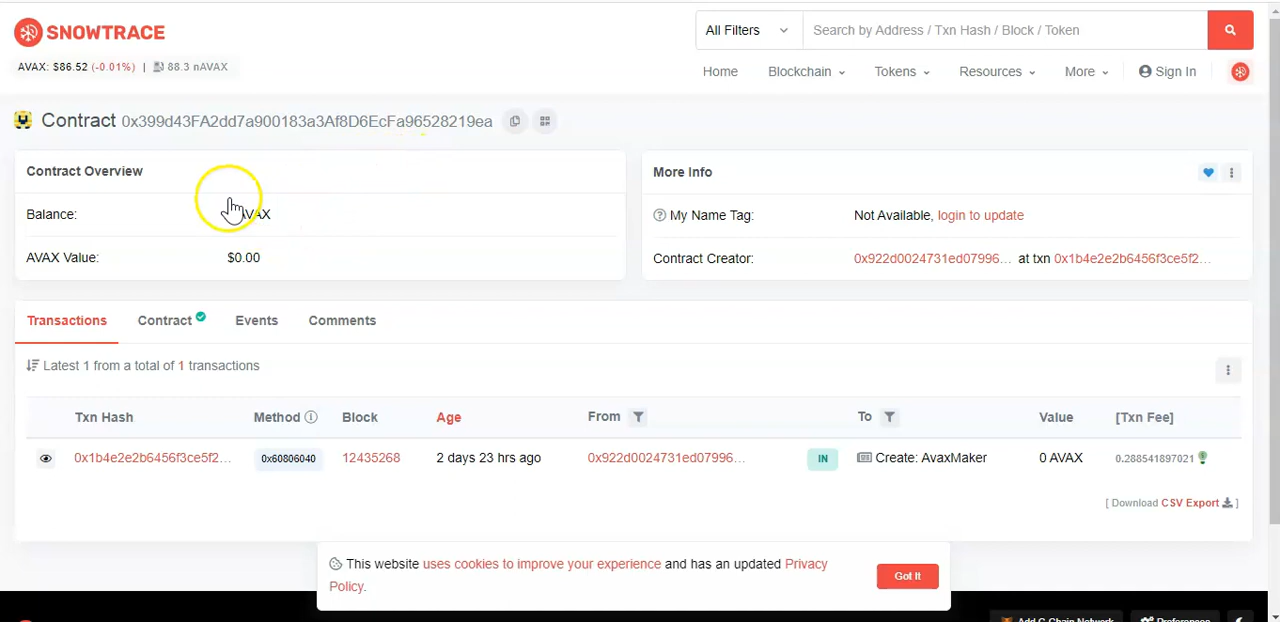 SNOWTRACE
All Filters
Search by Address / Txn Hash / Block / Token
AVAX: $86.52 (-0.01%) | 88.3 nAVAX
Home Blockchain Tokens Resources More Sign In
Contract 0x399d43FA2dd7a900183a3Af8D6EcFa96528219ea
Contract Overview
Balance: AVAX
AVAX Value: $0.00
More Info
My Name Tag: Not Available, login to update
Contract Creator: 0x922d0024731ed07996... at txn 0x1b4e2e2b6456f3ce5f2...
Transactions Contract Events Comments
Latest 1 from a total of 1 transactions
Txn Hash Method Block Age From To Value [Txn Fee]
0x1b4e2e2b6456f3ce5f2... 0x60806040 12435268 2 days 23 hrs ago 0x922d0024731ed07996... IN Create: AvaxMaker 0 AVAX 0.288541897021
[ Download CSV Export ]
This website uses cookies to improve your experience and has an updated Privacy
Policy.
Got It
Add C-Chain Network Preferences